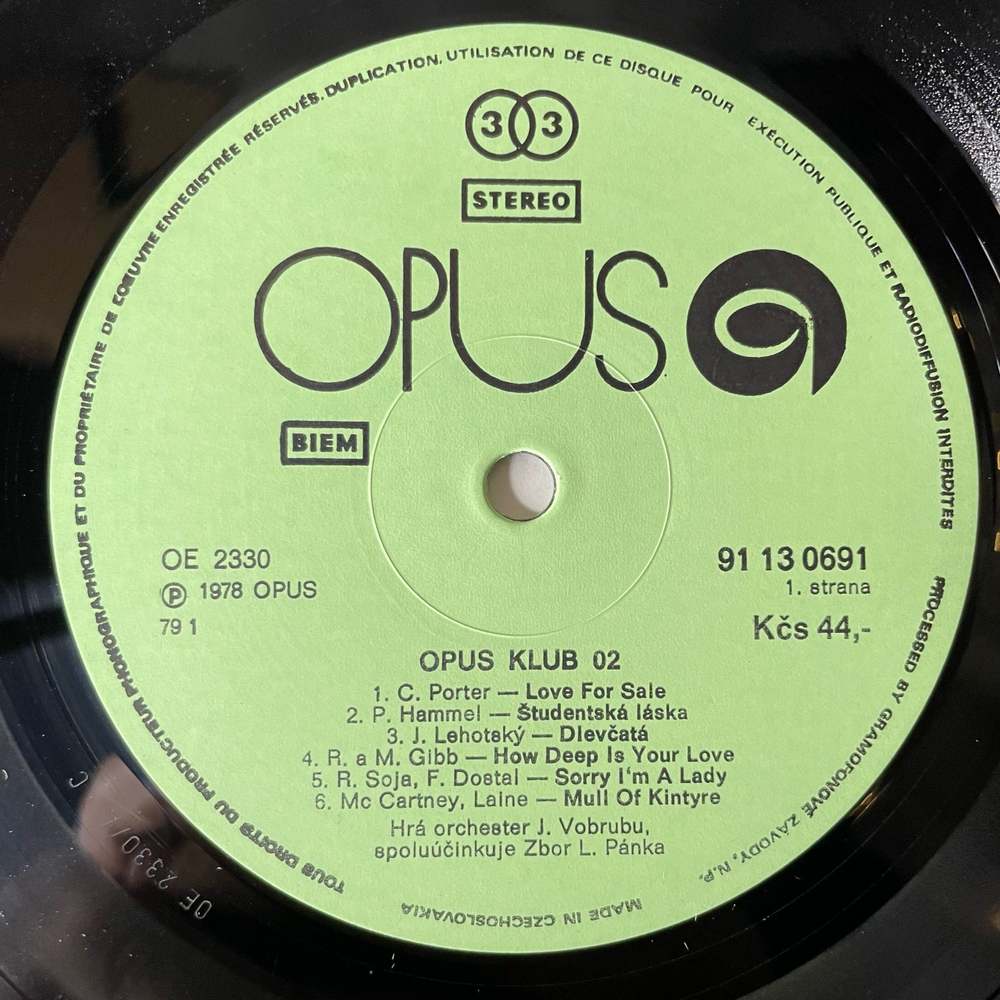 TOUS DROITS DU PRODUCTEUR PHONOGRAPHIQUE ET DU PROPRIÉTAIRE DE L'OEUVRE ENREGISTRÉE RÉSERVÉS. DUPLICATION, UTILISATION DE CE DISQUE POUR EXÉCUTION PUBLIQUE ET RADIODIFFUSION INTERDITES
33
STEREO
OPUS
BIEM
OE 2330
℗ 1978 OPUS
79 1
91 13 0691
1. strana
Kčs 44,-
OPUS KLUB 02
1. C. Porter — Love For Sale
2. P. Hammel — Študentská láska
3. J. Lehotský — Dievčatá
4. R. a M. Gibb — How Deep Is Your Love
5. R. Soja, F. Dostal — Sorry I'm A Lady
6. Mc Cartney, Laine — Mull Of Kintyre
Hrá orchester J. Vobrubu,
spoluúčinkuje Zbor L. Pánka
PROCESSED BY GRAMOFONOVÉ ZÁVODY, N.P.
MADE IN CZECHOSLOVAKIA
OE 2330